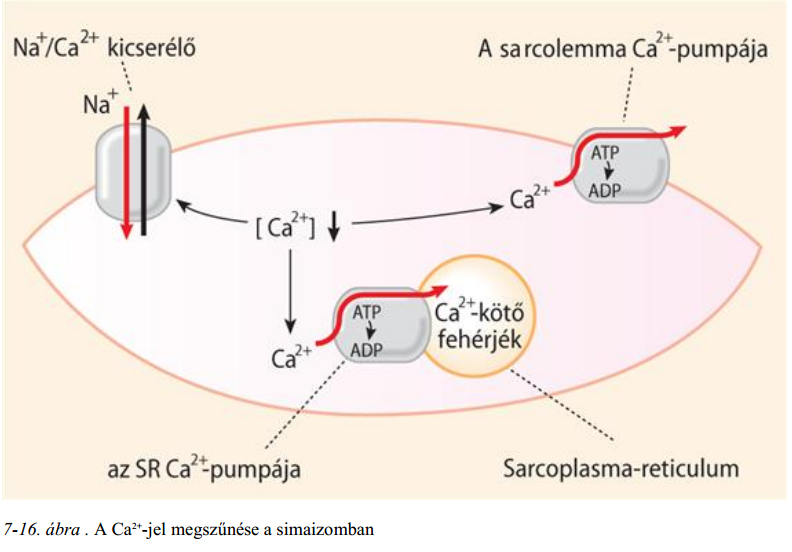 Na⁺/Ca²⁺ kicserélő
A sarcolemma Ca²⁺-pumpája
Na⁺
ATP
ADP
Ca²⁺
[Ca²⁺]
ATP
ADP
Ca²⁺
Ca²⁺-kötő
fehérjék
az SR Ca²⁺-pumpája
Sarcoplasma-reticulum
7-16. ábra . A Ca²⁺-jel megszűnése a simaizomban